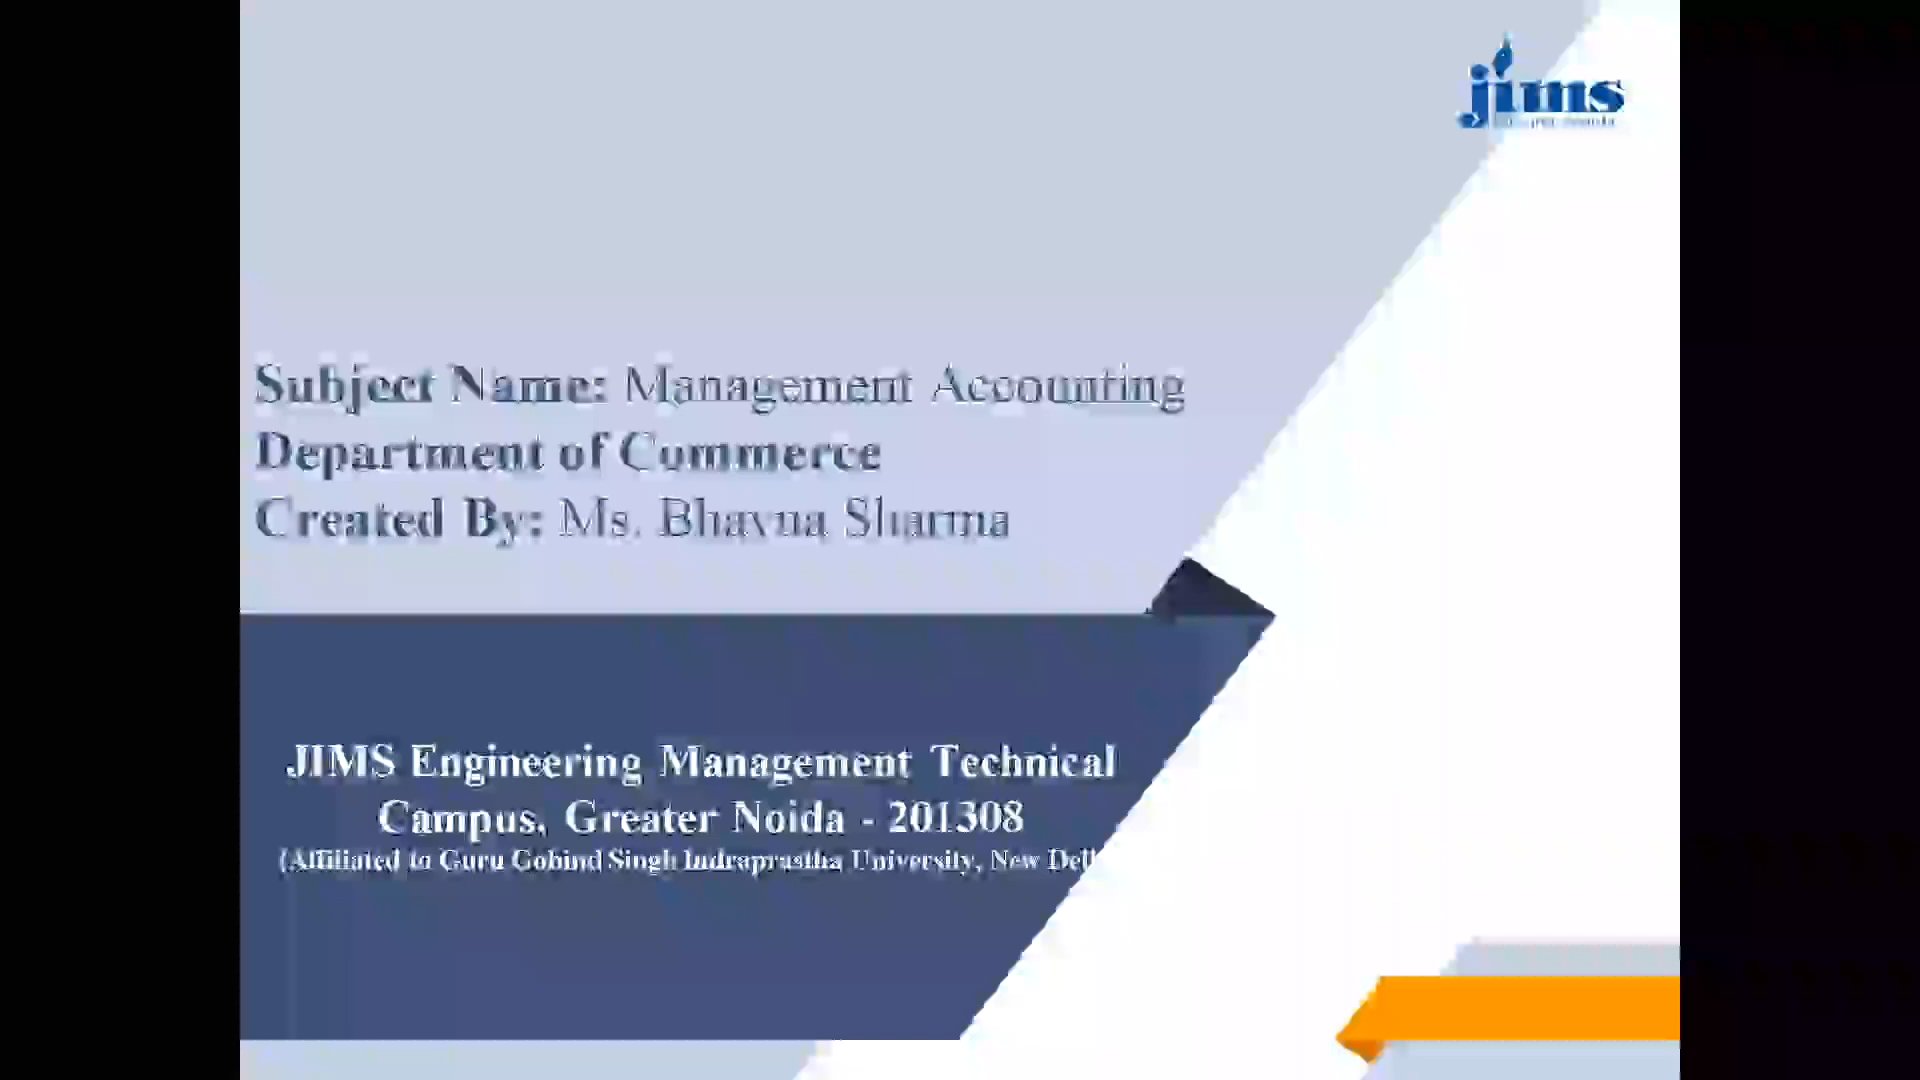 jims
Subject Name: Management Accounting
Department of Commerce
Created By: Ms. Bhavna Sharma
JIMS Engineering Management Technical
Campus, Greater Noida - 201308
(Affiliated to Guru Gobind Singh Indraprastha University, New